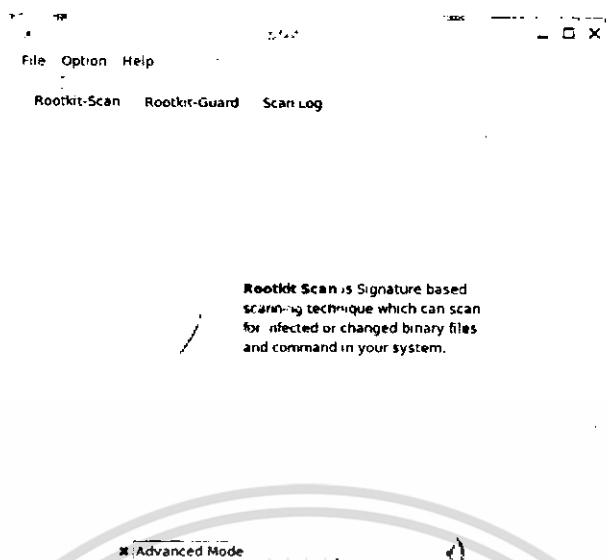 File Option Help
Rootkit-Scan Rootkit-Guard Scan Log
Rootkit Scan is Signature based
scanning technique which can scan
for infected or changed binary files
and command in your system.
Advanced Mode